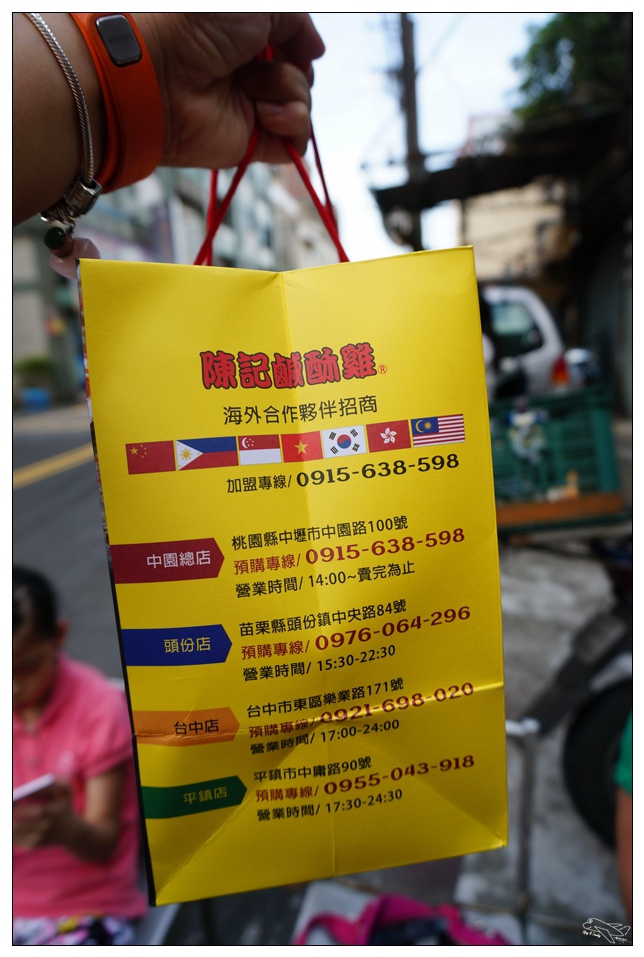 陳記鹹酥雞®
海外合作夥伴招商
加盟專線/ 0915-638-598
中園總店
桃園縣中壢市中園路100號
預購專線/ 0915-638-598
營業時間/ 14:00~賣完為止
頭份店
苗栗縣頭份鎮中央路84號
預購專線/ 0976-064-296
營業時間/ 15:30-22:30
台中店
台中市東區樂業路171號
預購專線/ 0921-698-020
營業時間/ 17:00-24:00
平鎮店
平鎮市中庸路90號
預購專線/ 0955-043-918
營業時間/ 17:30-24:30